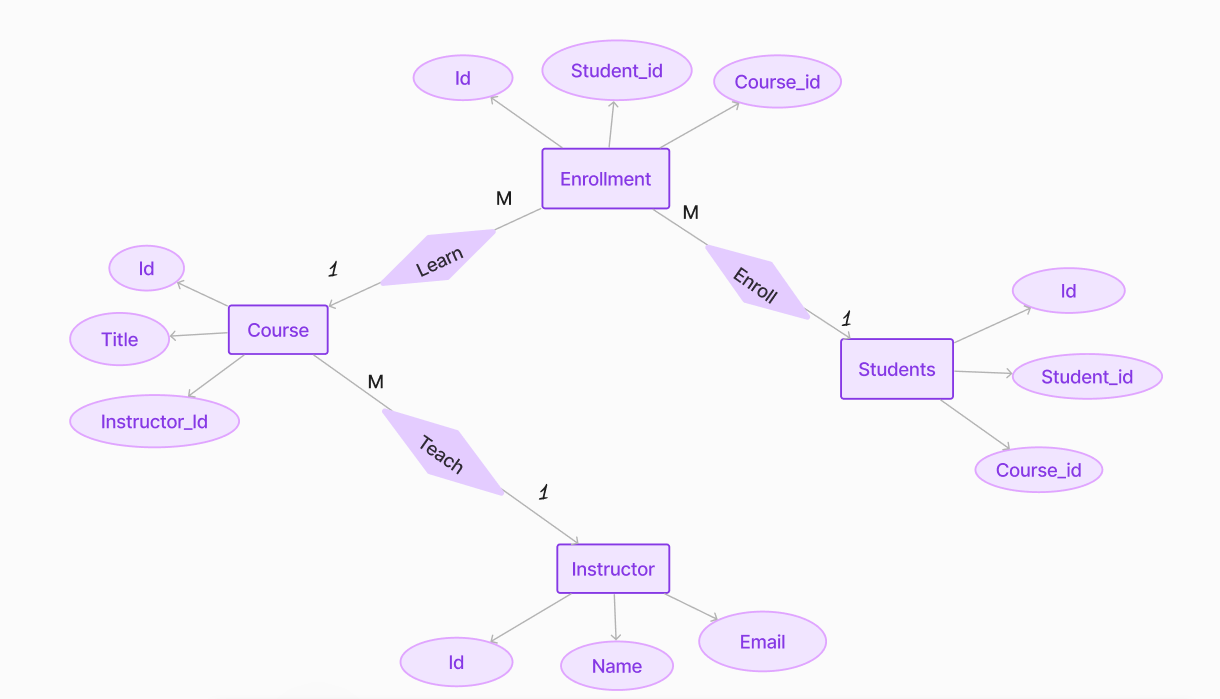 Id
Student_id
Course_id
Enrollment
M
M
Learn
1
Enroll
1
Id
Title
Course
Instructor_Id
Id
Students
Student_id
Course_id
M
Teach
1
Instructor
Id
Name
Email